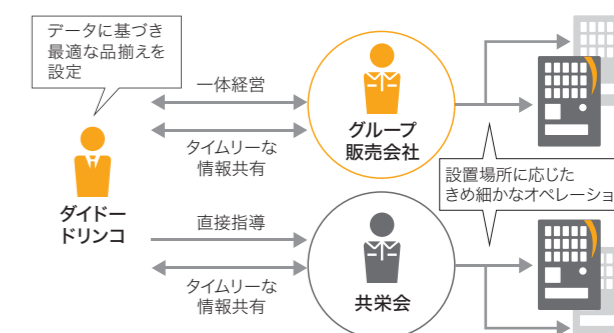 データに基づき
最適な品揃えを
設定
一体経営
タイムリーな
情報共有
グループ
販売会社
設置場所に応じた
きめ細かなオペレーショ
ダイドー
ドリンコ
直接指導
タイムリーな
情報共有
共栄会